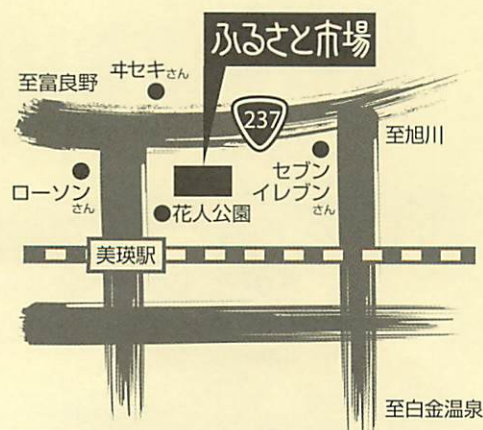 ふるさと市場
至富良野
ヰセキさん
237
至旭川
ローソン
さん
セブン
イレブン
さん
花人公園
美瑛駅
至白金温泉